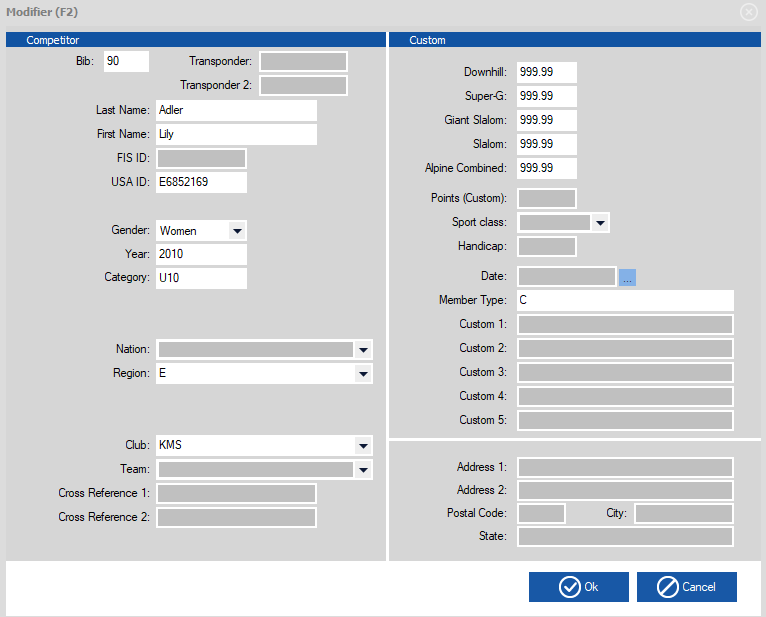 Modifier (F2)
Competitor
Bib: 90 Transponder:
Transponder 2:
Last Name: Adler
First Name: Lily
FIS ID:
USA ID: E6852169
Gender: Women
Year: 2010
Category: U10
Nation:
Region: E
Club: KMS
Team:
Cross Reference 1:
Cross Reference 2:
Custom
Downhill: 999.99
Super-G: 999.99
Giant Slalom: 999.99
Slalom: 999.99
Alpine Combined: 999.99
Points (Custom):
Sport class:
Handicap:
Date: ...
Member Type: C
Custom 1:
Custom 2:
Custom 3:
Custom 4:
Custom 5:
Address 1:
Address 2:
Postal Code: City:
State:
Ok Cancel